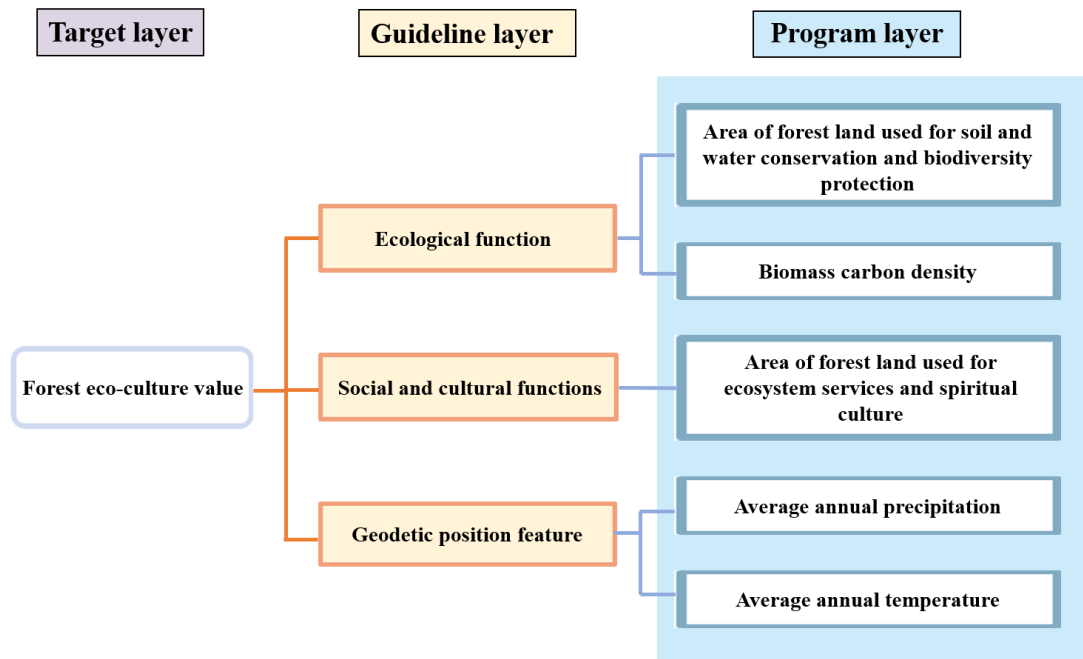 Target layer
Guideline layer
Program layer
Area of forest land used for soil and
water conservation and biodiversity
protection
Ecological function
Biomass carbon density
Forest eco-culture value
Social and cultural functions
Area of forest land used for
ecosystem services and spiritual
culture
Geodetic position feature
Average annual precipitation
Average annual temperature